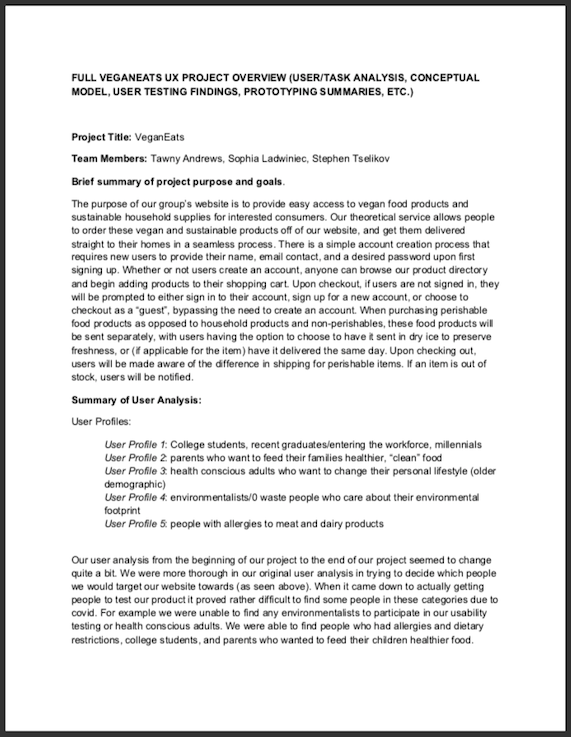 FULL VEGANEATS UX PROJECT OVERVIEW (USER/TASK ANALYSIS, CONCEPTUAL
MODEL, USER TESTING FINDINGS, PROTOTYPING SUMMARIES, ETC.)
Project Title: VeganEats
Team Members: Tawny Andrews, Sophia Ladwiniec, Stephen Tselikov
Brief summary of project purpose and goals.
The purpose of our group's website is to provide easy access to vegan food products and
sustainable household supplies for interested consumers. Our theoretical service allows people
to order these vegan and sustainable products off of our website, and get them delivered
straight to their homes in a seamless process. There is a simple account creation process that
requires new users to provide their name, email contact, and a desired password upon first
signing up. Whether or not users create an account, anyone can browse our product directory
and begin adding products to their shopping cart. Upon checkout, if users are not signed in, they
will be prompted to either sign in to their account, sign up for a new account, or choose to
checkout as a “guest”, bypassing the need to create an account. When purchasing perishable
food products as opposed to household products and non-perishables, these food products will
be sent separately, with users having the option to choose to have it sent in dry ice to preserve
freshness, or (if applicable for the item) have it delivered the same day. Upon checking out,
users will be made aware of the difference in shipping for perishable items. If an item is out of
stock, users will be notified.
Summary of User Analysis:
User Profiles:
User Profile 1: College students, recent graduates/entering the workforce, millennials
User Profile 2: parents who want to feed their families healthier, “clean” food
User Profile 3: health conscious adults who want to change their personal lifestyle (older
demographic)
User Profile 4: environmentalists/0 waste people who care about their environmental
footprint
User Profile 5: people with allergies to meat and dairy products
Our user analysis from the beginning of our project to the end of our project seemed to change
quite a bit. We were more thorough in our original user analysis in trying to decide which people
we would target our website towards (as seen above). When it came down to actually getting
people to test our product it proved rather difficult to find some people in these categories due to
covid. For example we were unable to find any environmentalists to participate in our usability
testing or health conscious adults. We were able to find people who had allergies and dietary
restrictions, college students, and parents who wanted to feed their children healthier food.